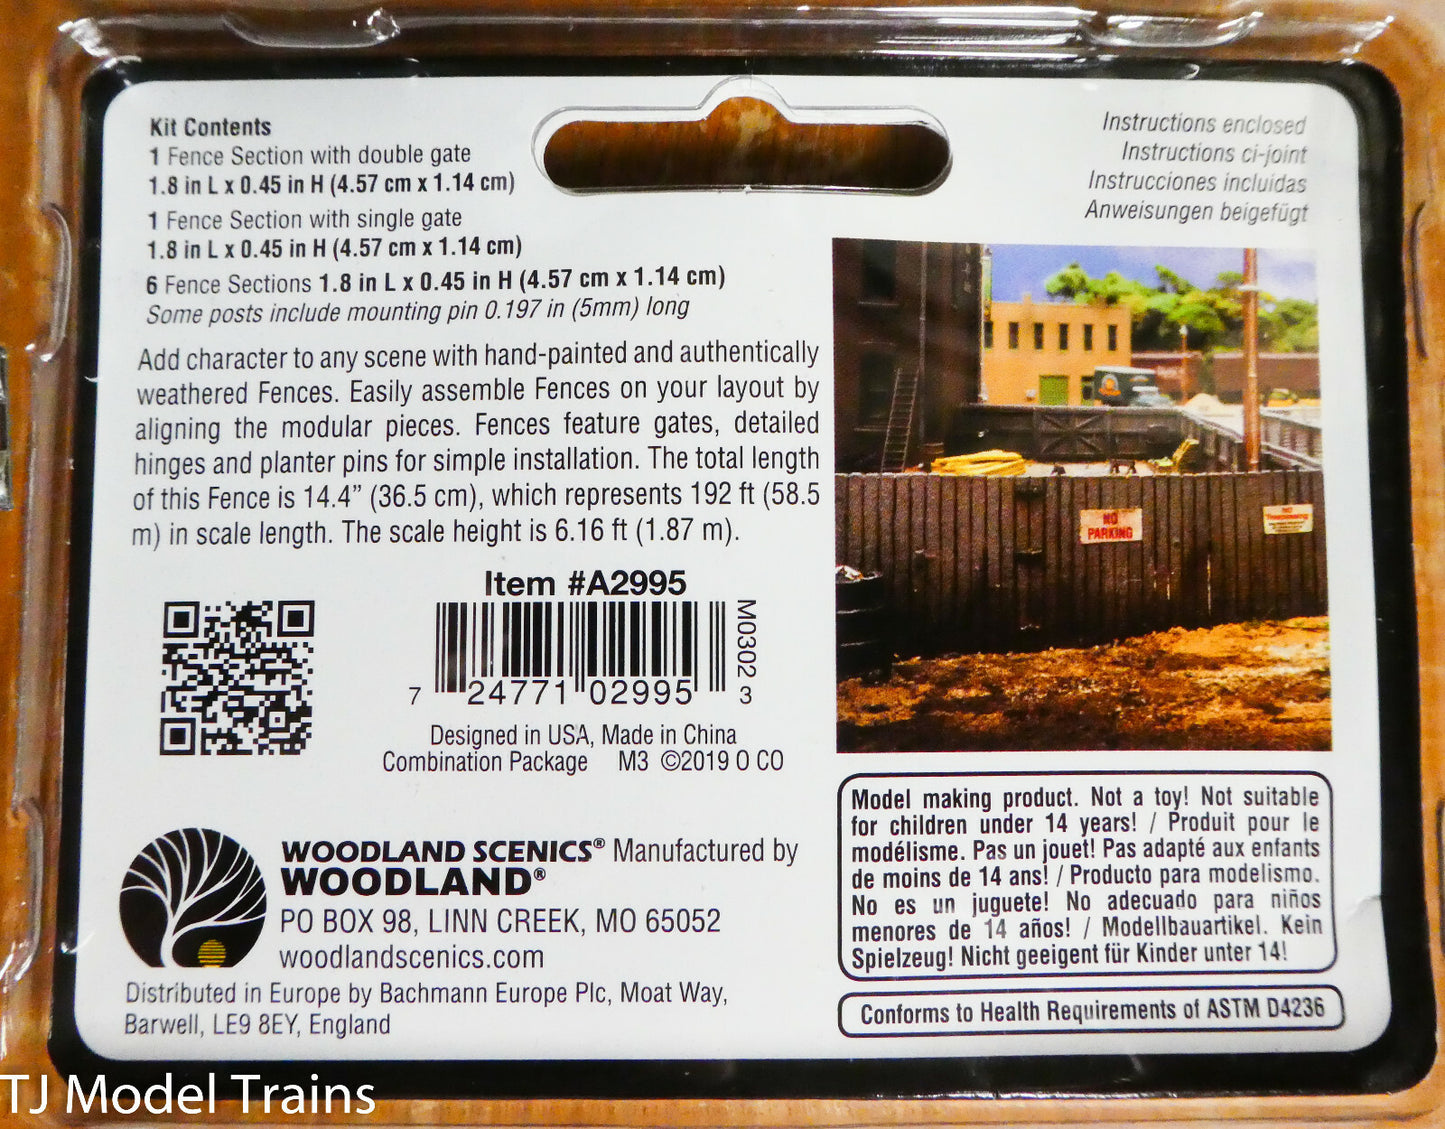 Kit Contents
1 Fence Section with double gate
1.8 in L x 0.45 in H (4.57 cm x 1.14 cm)
1 Fence Section with single gate
1.8 in L x 0.45 in H (4.57 cm x 1.14 cm)
6 Fence Sections 1.8 in L x 0.45 in H (4.57 cm x 1.14 cm)
Some posts include mounting pin 0.197 in (5mm) long
Instructions enclosed
Instructions ci-joint
Instrucciones incluidas
Anweisungen beigefügt
Add character to any scene with hand-painted and authentically
weathered Fences. Easily assemble Fences on your layout by
aligning the modular pieces. Fences feature gates, detailed
hinges and planter pins for simple installation. The total length
of this Fence is 14.4” (36.5 cm), which represents 192 ft (58.5
m) in scale length. The scale height is 6.16 ft (1.87 m).
NO
PARKING
NO
Item #A2995
M0302
7 24771 02995 3
Designed in USA, Made in China
Combination Package M3 ©2019 O CO
WOODLAND SCENICS® Manufactured by
WOODLAND®
PO BOX 98, LINN CREEK, MO 65052
woodlandscenics.com
Distributed in Europe by Bachmann Europe Plc, Moat Way,
Barwell, LE9 8EY, England
Model making product. Not a toy! Not suitable
for children under 14 years! / Produit pour le
modélisme. Pas un jouet! Pas adapté aux enfants
de moins de 14 ans! / Producto para modelismo.
No es un juguete! No adecuado para niños
menores de 14 años! / Modellbauartikel. Kein
Spielzeug! Nicht geeigent für Kinder unter 14!
Conforms to Health Requirements of ASTM D4236
TJ Model Trains